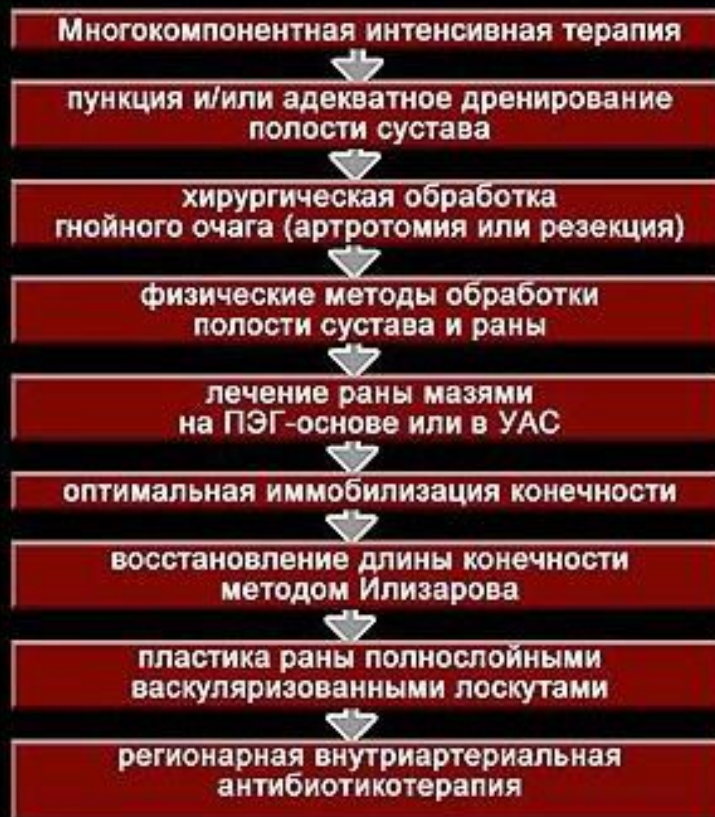 Многокомпонентная интенсивная терапия
пункция и/или адекватное дренирование
полости сустава
хирургическая обработка
гнойного очага (артротомия или резекция)
физические методы обработки
полости сустава и раны
лечение раны мазями
на ПЭГ-основе или в УАС
оптимальная иммобилизация конечности
восстановление длины конечности
методом Илизарова
пластика раны полнослойными
васкуляризованными лоскутами
регионарная внутриартериальная
антибиотикотерапия